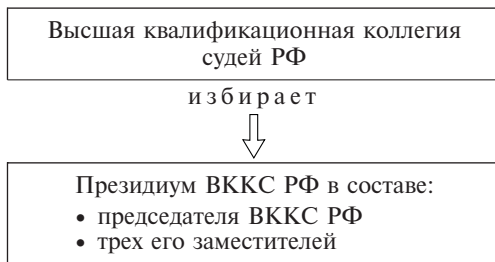 Высшая квалификационная коллегия
судей РФ
избирает
Президиум ВККС РФ в составе:
• председателя ВККС РФ
• трех его заместителей